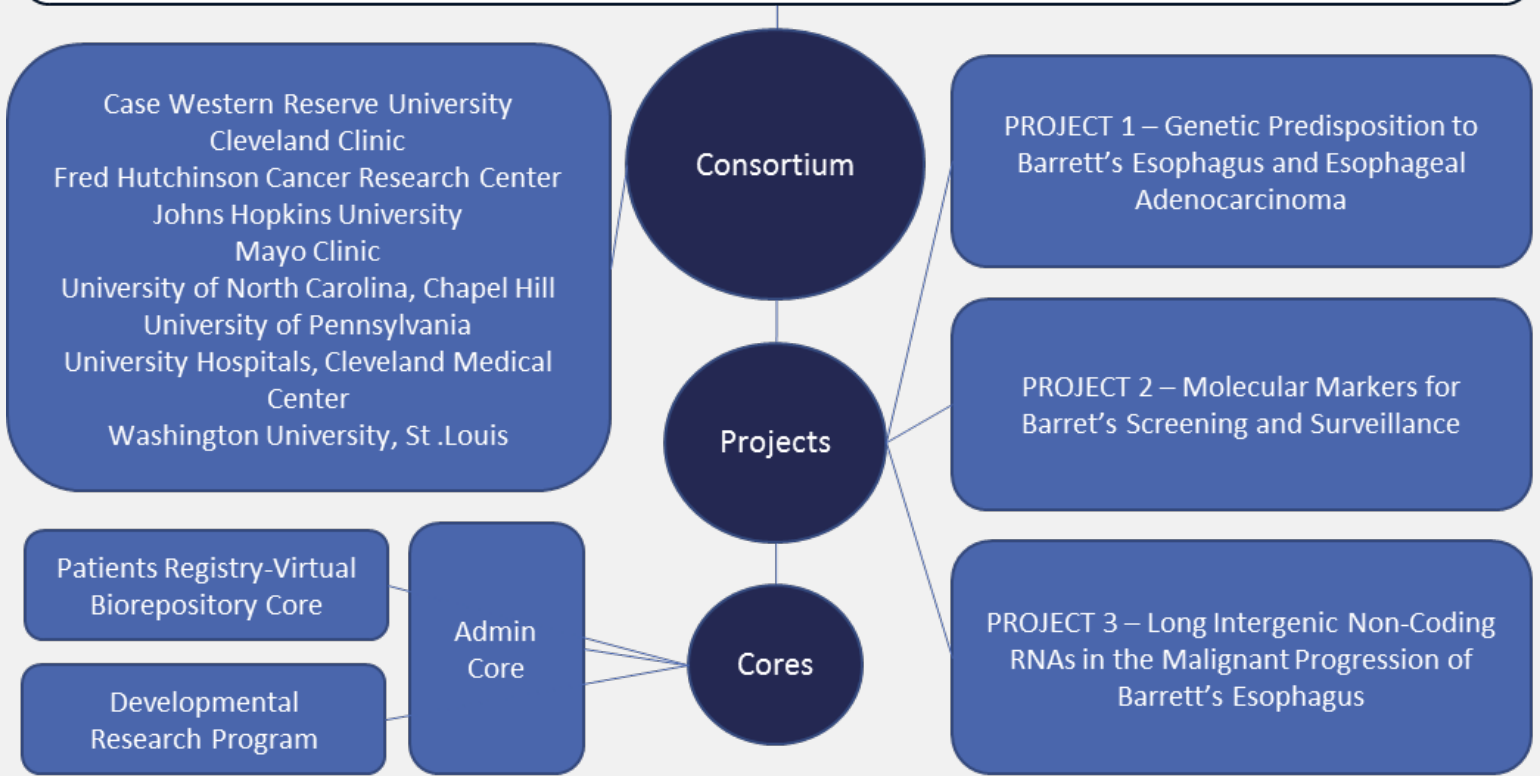 Case Western Reserve University
Cleveland Clinic
Fred Hutchinson Cancer Research Center
Johns Hopkins University
Mayo Clinic
University of North Carolina, Chapel Hill
University of Pennsylvania
University Hospitals, Cleveland Medical
Center
Washington University, St .Louis
Consortium
PROJECT 1 – Genetic Predisposition to
Barrett’s Esophagus and Esophageal
Adenocarcinoma
Projects
PROJECT 2 – Molecular Markers for
Barret’s Screening and Surveillance
PROJECT 3 – Long Intergenic Non-Coding
RNAs in the Malignant Progression of
Barrett’s Esophagus
Patients Registry-Virtual
Biorepository Core
Developmental
Research Program
Admin
Core
Cores